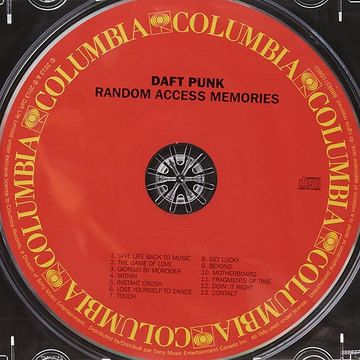 COLUMBIA
COLUMBIA
COLUMBIA
COLUMBIA
COLUMBIA
COLUMBIA
COLUMBIA
DAFT PUNK
RANDOM ACCESS MEMORIES
1. GIVE LIFE BACK TO MUSIC
2. THE GAME OF LOVE
3. GIORGIO BY MORODER
4. WITHIN
5. INSTANT CRUSH
6. LOSE YOURSELF TO DANCE
7. TOUCH
8. GET LUCKY
9. BEYOND
10. MOTHERBOARD
11. FRAGMENTS OF TIME
12. DOIN' IT RIGHT
13. CONTACT
Distributed by/Distribué par Sony Music Entertainment Canada Inc.